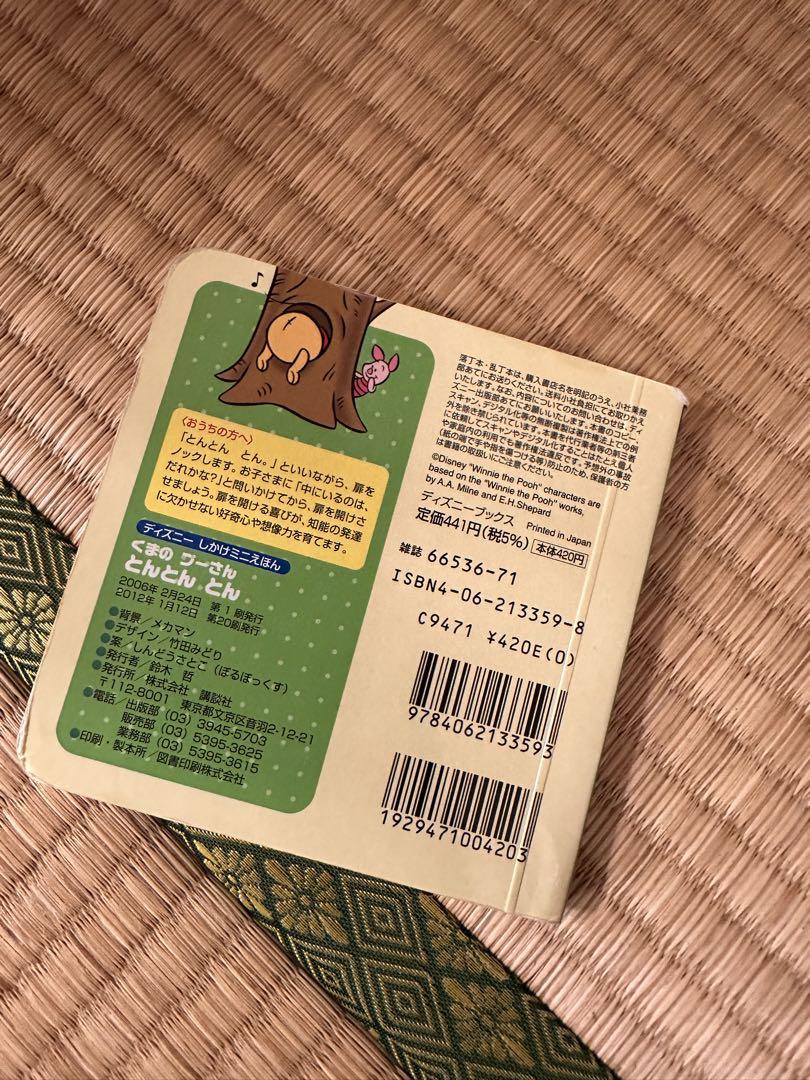 ♪
〈おうちの方へ〉
「とんとん　とん。」といいながら、扉を
ノックします。お子さまに「中にいるのは、
だれかな?」と問いかけてから、扉を開けさ
せましょう。扉を開ける喜びが、知能の発達
に欠かせない好奇心や想像力を育てます。
ディズニー しかけミニえほん
くまの プーさん
とんとん とん
2006年 2月24日　第 1 刷発行
2012年 1月12日　第20刷発行
●背景／メカマン
●デザイン／竹田みどり
●案／しんどうさとこ（ぽるぽっくす）
●発行者／鈴木　哲
●発行所／株式会社　講談社
〒112-8001　東京都文京区音羽2-12-21
●電話／出版部（03）3945-5703
販売部（03）5395-3625
業務部（03）5395-3615
●印刷・製本所／図書印刷株式会社
落丁本・乱丁本は、購入書店名を明記のうえ、小社業務
部あてにお送りください。送料小社負担にてお取りかえ
いたします。なお、内容についてのお問い合わせは、ディ
ズニー出版部あてにお願いいたします。本書のコピー、
スキャン、デジタル化等の無断複製は著作権法上での例
外を除き禁じられています。本書を代行業者等の第三者
に依頼してスキャンやデジタル化することはたとえ個人
や家庭内の利用でも著作権法違反です。予想外の事故
(紙の端で手や指を傷つける等)防止のため、保護者の方
は書籍の取扱いにご注意ください。
©Disney "Winnie the Pooh" characters are
based on the "Winnie the Pooh" works,
by A.A. Milne and E.H.Shepard
Printed in Japan
ディズニーブックス
定価441円(税5%) 本体420円
雑誌 66536-71
ISBN4-06-213359-8
C9471 ¥420E(0)
9784062133593
1929471004203